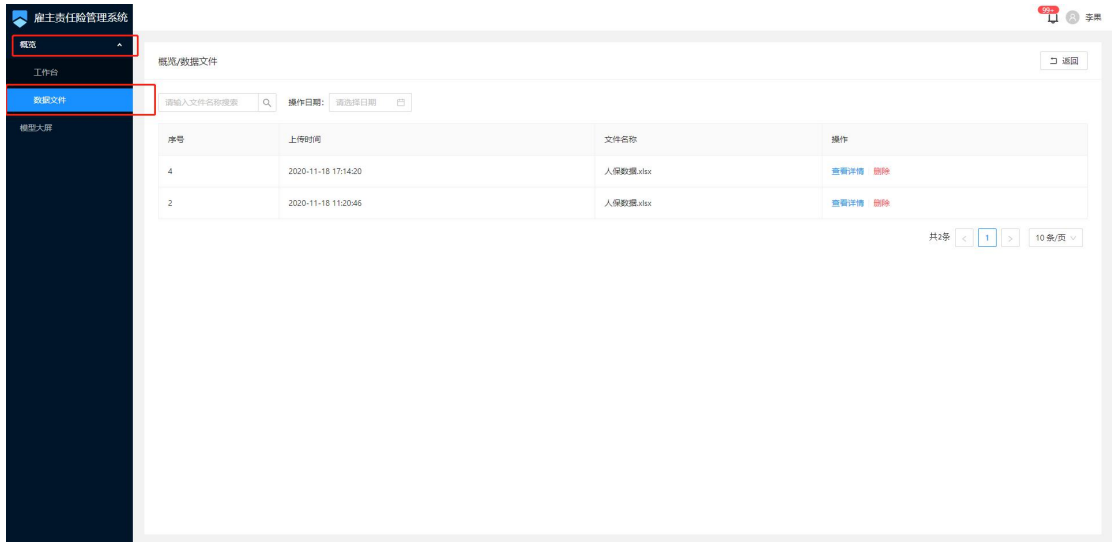 雇主责任险管理系统
99+
李果
概览
工作台
数据文件
模型大屏
概览/数据文件
返回
请输入文件名称搜索 操作日期: 请选择日期
序号 上传时间 文件名称 操作
4 2020-11-18 17:14:20 人保数据.xlsx 查看详情 删除
2 2020-11-18 11:20:46 人保数据.xlsx 查看详情 删除
共2条 < 1 > 10 条/页